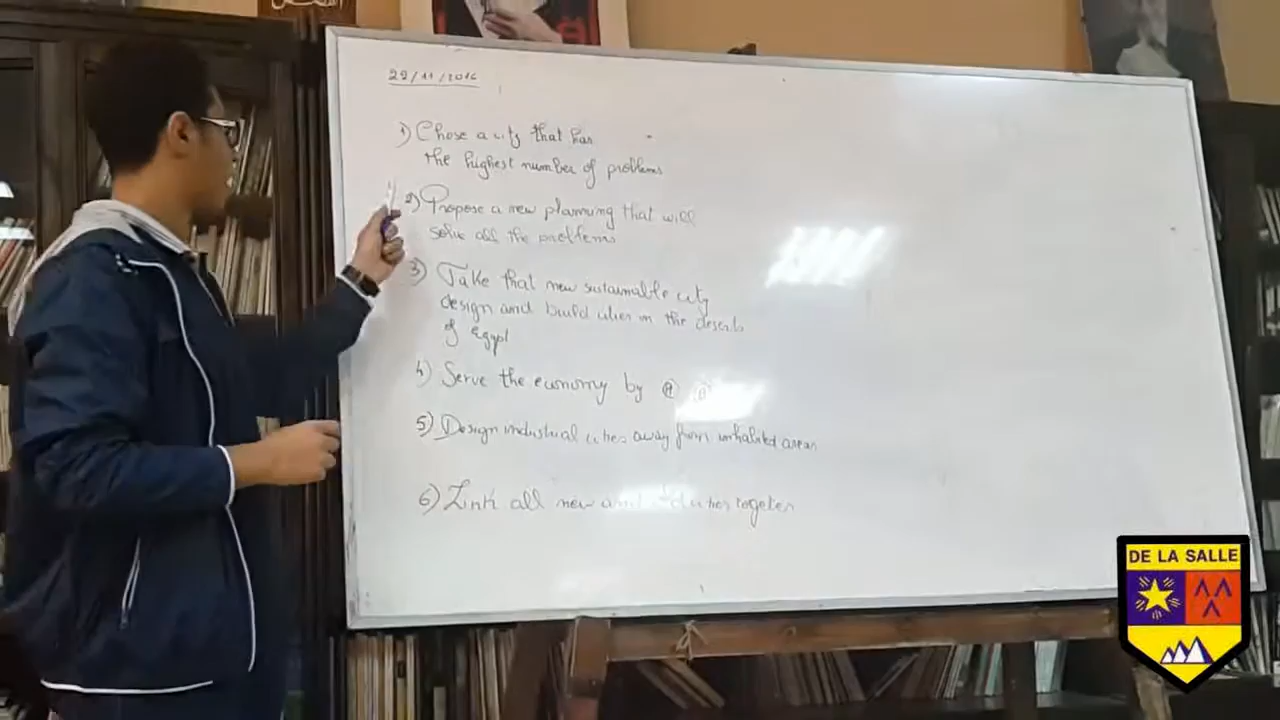 29/11/2016
1) Chose a city that has
the highest number of problems
2) Propose a new planning that will
solve all the problems
3) Take that new sustainable city
design and build cities in the deserts
of Egypt
4) Serve the economy by
5) Design industrial cities away from inhabited areas
6) Link all new and old cities together
DE LA SALLE